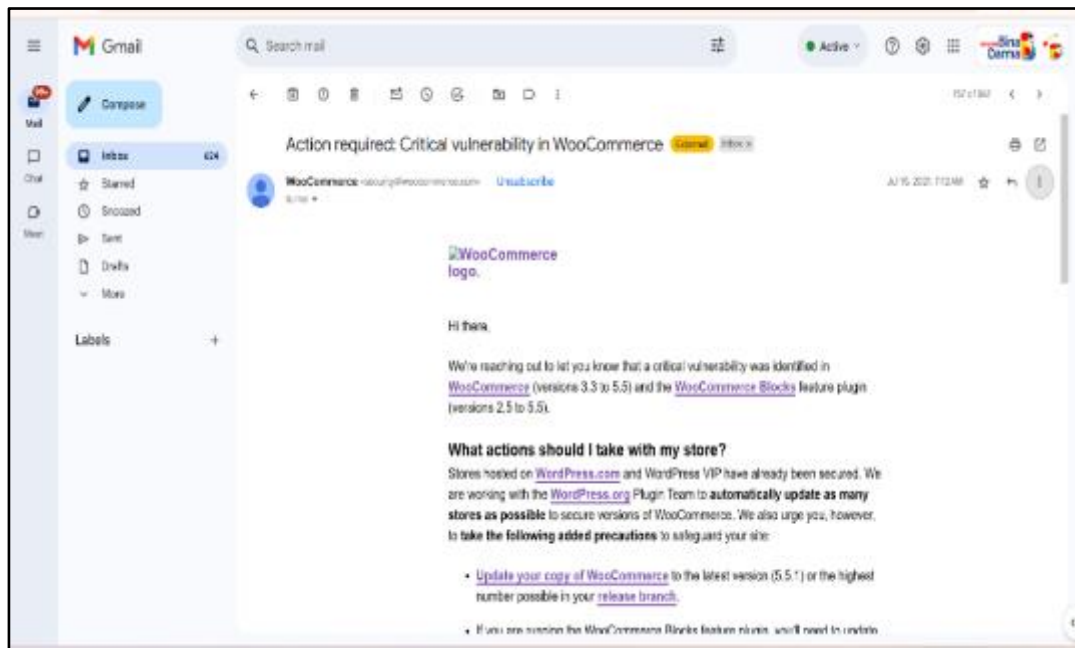 Gmail
Search mail
Active
Bina
Cerna
Mail
Compose
Inbox 624
Chat
Starred
Snoozed
Meet
Sent
Drafts
More
Labels +
Action required: Critical vulnerability in WooCommerce External Inbox x
WooCommerce Unsubscribe
to me
WooCommerce
logo.
Hi there,
We're reaching out to let you know that a critical vulnerability was identified in
WooCommerce (versions 3.3 to 5.5) and the WooCommerce Blocks feature plugin
(versions 2.5 to 5.5).
What actions should I take with my store?
Stores hosted on WordPress.com and WordPress VIP have already been secured. We
are working with the WordPress.org Plugin Team to automatically update as many
stores as possible to secure versions of WooCommerce. We also urge you, however,
to take the following added precautions to safeguard your site:
• Update your copy of WooCommerce to the latest version (5.5.1) or the highest
number possible in your release branch.
• If you are running the WooCommerce Blocks feature plugin, you'll need to update